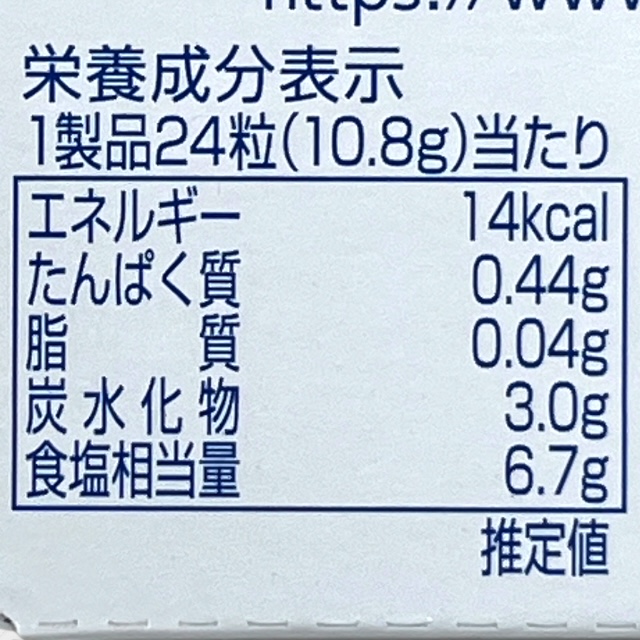 https://www
栄養成分表示
1製品24粒(10.8g)当たり
エネルギー 14kcal
たんぱく質 0.44g
脂質 0.04g
炭水化物 3.0g
食塩相当量 6.7g
推定値